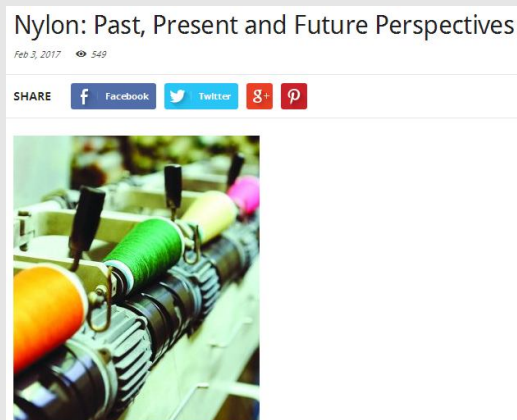 Nylon: Past, Present and Future Perspectives
Feb 3, 2017 549
SHARE Facebook Twitter g+